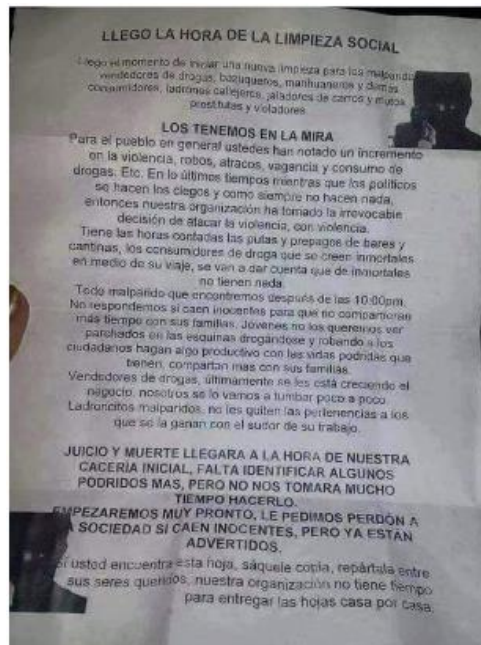 LLEGO LA HORA DE LA LIMPIEZA SOCIAL
Llego el momento de iniciar una nueva limpieza para los malparidos
vendedores de drogas, bazuqueros, marihuaneros y demas
consumidores, ladrones callejeros, jaladores de carros y motos
prostitutas y violadores.
LOS TENEMOS EN LA MIRA
Para el pueblo en general ustedes han notado un incremento
en la violencia, robos, atracos, vagancia y consumo de
drogas. Etc. En lo últimos tiempos mientras que los políticos
se hacen los ciegos y como siempre no hacen nada,
entonces nuestra organización ha tomado la irrevocable
decisión de atacar la violencia, con violencia.
Tiene las horas contadas las putas y prepagos de bares y
cantinas, los consumidores de droga que se creen inmortales
en medio de su viaje, se van a dar cuenta que de inmortales
no tienen nada.
Todo malparido que encontremos después de las 10:00pm.
No respondemos si caen inocentes para que no compartieran
más tiempo con sus familias. Jóvenes no los queremos ver
parchados en las esquinas drogándose y robando a los
ciudadanos hagan algo productivo con las vidas podridas que
tienen, compartan mas con sus familias.
Vendedores de drogas, últimamente se les está creciendo el
negocio, nosotros se lo vamos a tumbar poco a poco.
Ladroncitos malparidos, no les quiten las pertenencias a los
que se la ganan con el sudor de su trabajo.
JUICIO Y MUERTE LLEGARA A LA HORA DE NUESTRA
CACERÍA INICIAL, FALTA IDENTIFICAR ALGUNOS
PODRIDOS MAS, PERO NO NOS TOMARA MUCHO
TIEMPO HACERLO.
EMPEZAREMOS MUY PRONTO, LE PEDIMOS PERDÓN A
LA SOCIEDAD SI CAEN INOCENTES, PERO YA ESTÁN
ADVERTIDOS.
Si usted encuentra esta hoja, sáquele copia, repártala entre
sus seres queridos, nuestra organización no tiene tiempo
para entregar las hojas casa por casa.